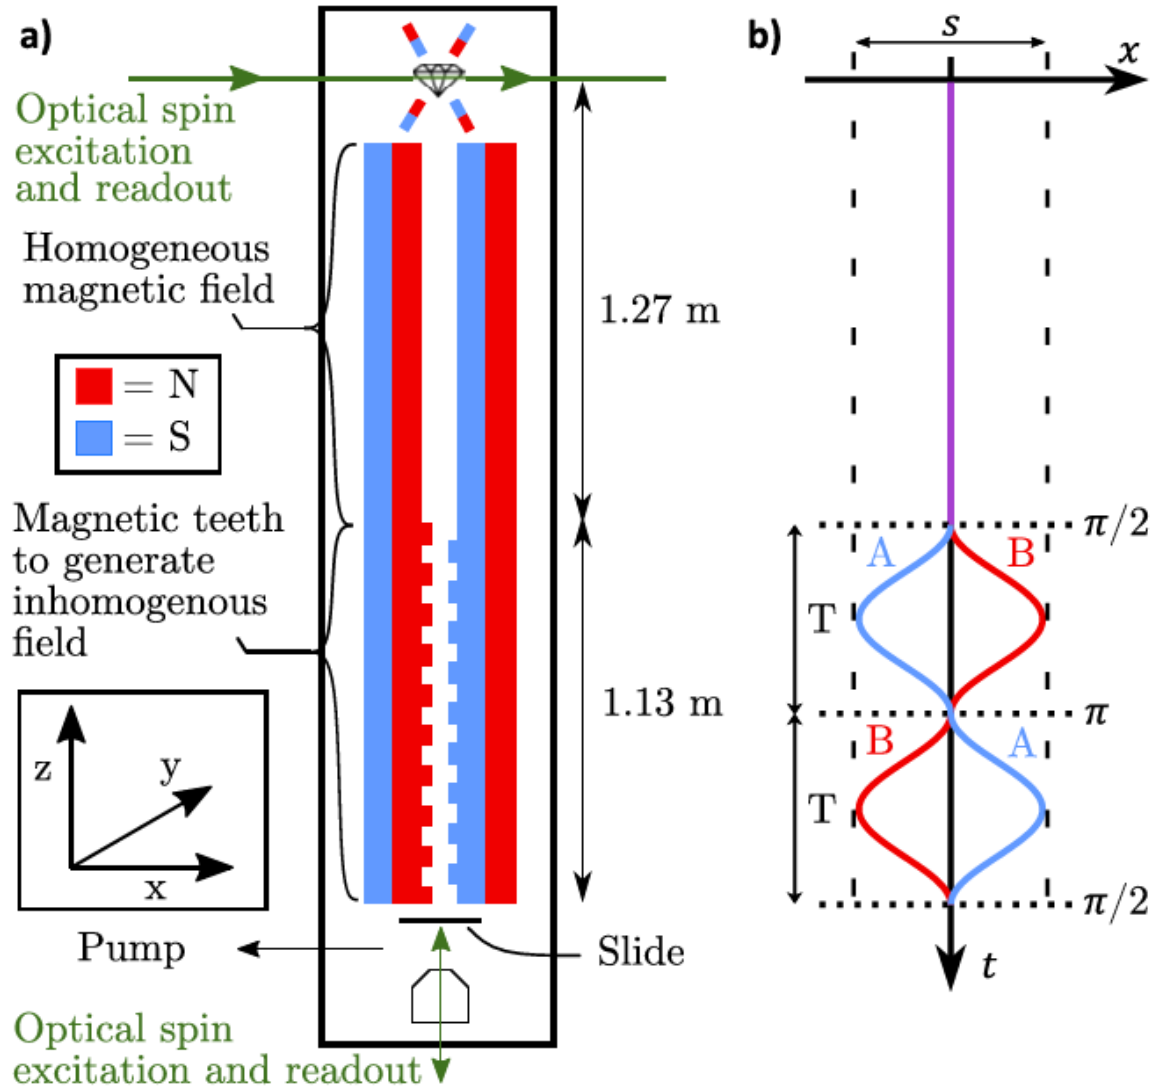 a)
Optical spin
excitation
and readout
Homogeneous
magnetic field
= N
= S
Magnetic teeth
to generate
inhomogenous
field
z
y
x
1.27 m
1.13 m
Pump
Slide
Optical spin
excitation and readout
b)
s
x
π/2
A
B
T
π
B
A
T
π/2
t